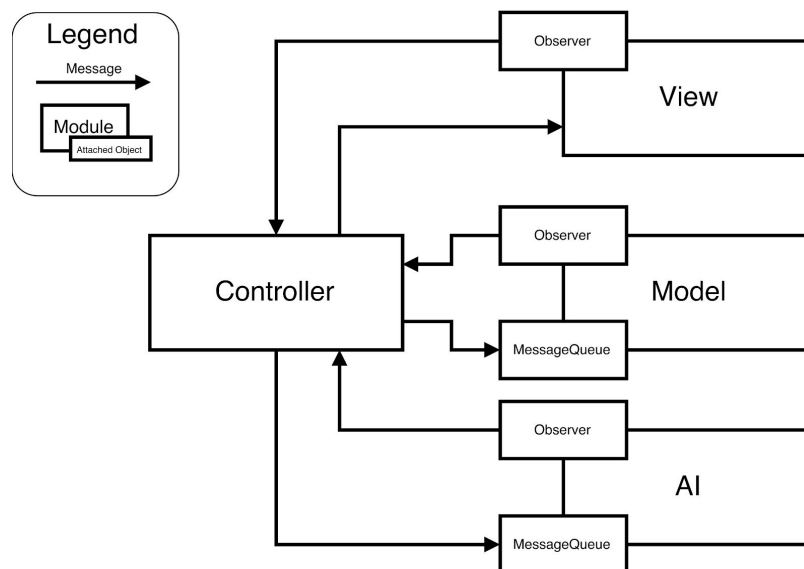 Legend
Message
Module
Attached Object
Observer
View
Observer
Controller
Model
MessageQueue
Observer
AI
MessageQueue